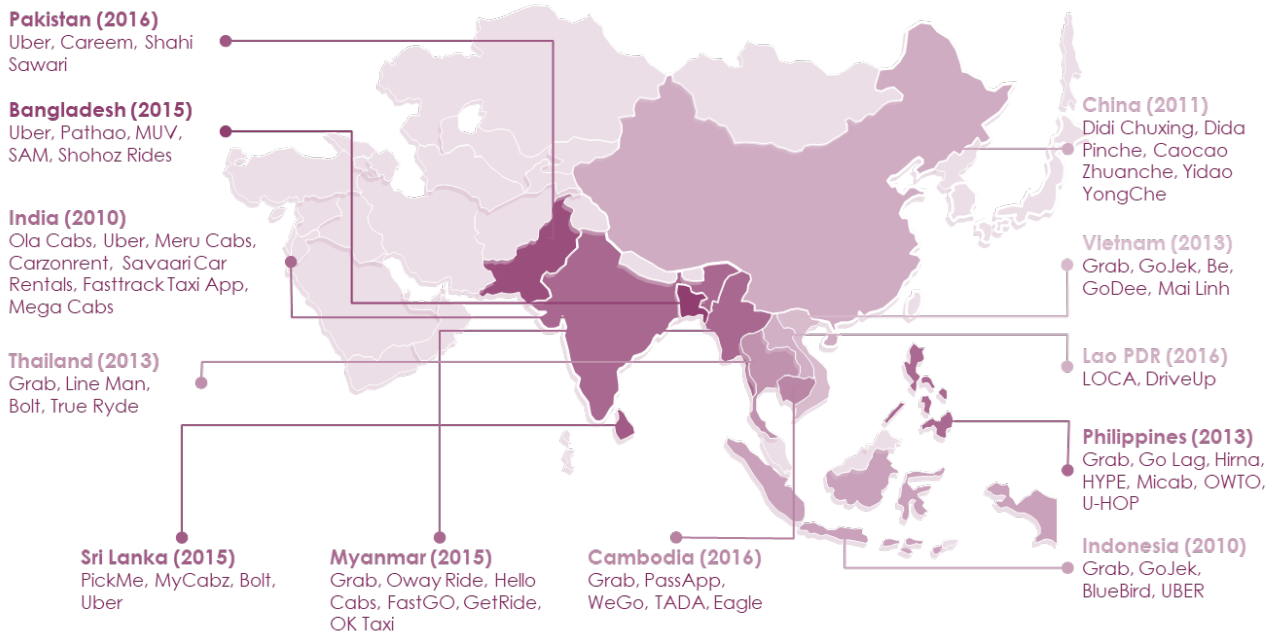 Pakistan (2016)
Uber, Careem, Shahi
Sawari
Bangladesh (2015)
Uber, Pathao, MUV,
SAM, Shohoz Rides
India (2010)
Ola Cabs, Uber, Meru Cabs,
Carzonrent, Savaari Car
Rentals, Fasttrack Taxi App,
Mega Cabs
Thailand (2013)
Grab, Line Man,
Bolt, True Ryde
Sri Lanka (2015)
PickMe, MyCabz, Bolt,
Uber
Myanmar (2015)
Grab, Oway Ride, Hello
Cabs, FastGO, GetRide,
OK Taxi
Cambodia (2016)
Grab, PassApp,
WeGo, TADA, Eagle
China (2011)
Didi Chuxing, Dida
Pinche, Caocao
Zhuanche, Yidao
YongChe
Vietnam (2013)
Grab, GoJek, Be,
GoDee, Mai Linh
Lao PDR (2016)
LOCA, DriveUp
Philippines (2013)
Grab, Go Lag, Hirna,
HYPE, Micab, OWTO,
U-HOP
Indonesia (2010)
Grab, GoJek,
BlueBird, UBER